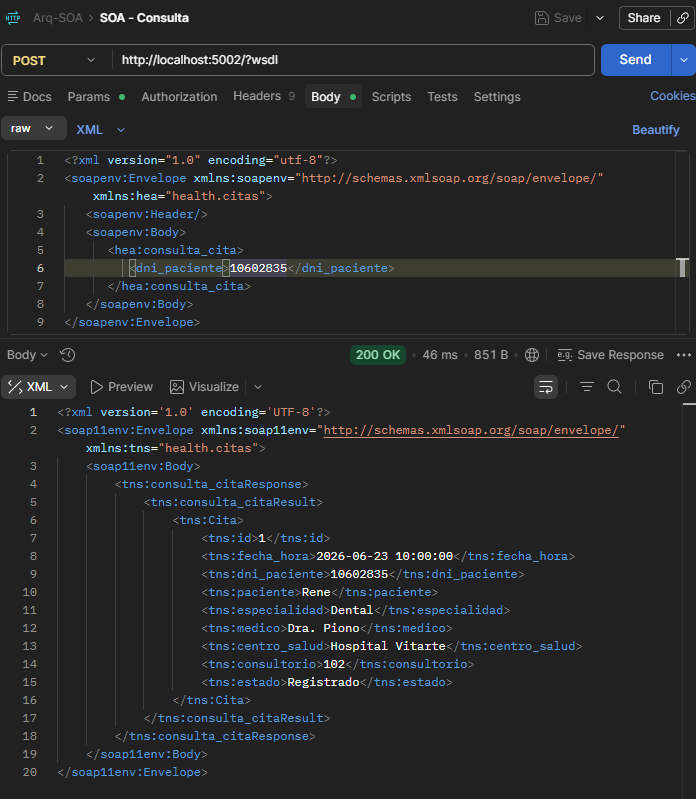 HTTP Arq-SOA > SOA - Consulta Save Share
POST http://localhost:5002/?wsdl Send
Docs Params Authorization Headers 9 Body Scripts Tests Settings Cookies
raw XML Beautify
1 <?xml version="1.0" encoding="utf-8"?>
2 <soapenv:Envelope xmlns:soapenv="http://schemas.xmlsoap.org/soap/envelope/"
xmlns:hea="health.citas">
3 <soapenv:Header/>
4 <soapenv:Body>
5 <hea:consulta_cita>
6 <dni_paciente>10602835</dni_paciente>
7 </hea:consulta_cita>
8 </soapenv:Body>
9 </soapenv:Envelope>
Body 200 OK • 46 ms • 851 B • e.g. Save Response
XML Preview Visualize
1 <?xml version='1.0' encoding='UTF-8'?>
2 <soap11env:Envelope xmlns:soap11env="http://schemas.xmlsoap.org/soap/envelope/"
xmlns:tns="health.citas">
3 <soap11env:Body>
4 <tns:consulta_citaResponse>
5 <tns:consulta_citaResult>
6 <tns:Cita>
7 <tns:id>1</tns:id>
8 <tns:fecha_hora>2026-06-23 10:00:00</tns:fecha_hora>
9 <tns:dni_paciente>10602835</tns:dni_paciente>
10 <tns:paciente>Rene</tns:paciente>
11 <tns:especialidad>Dental</tns:especialidad>
12 <tns:medico>Dra. Piono</tns:medico>
13 <tns:centro_salud>Hospital Vitarte</tns:centro_salud>
14 <tns:consultorio>102</tns:consultorio>
15 <tns:estado>Registrado</tns:estado>
16 </tns:Cita>
17 </tns:consulta_citaResult>
18 </tns:consulta_citaResponse>
19 </soap11env:Body>
20 </soap11env:Envelope>